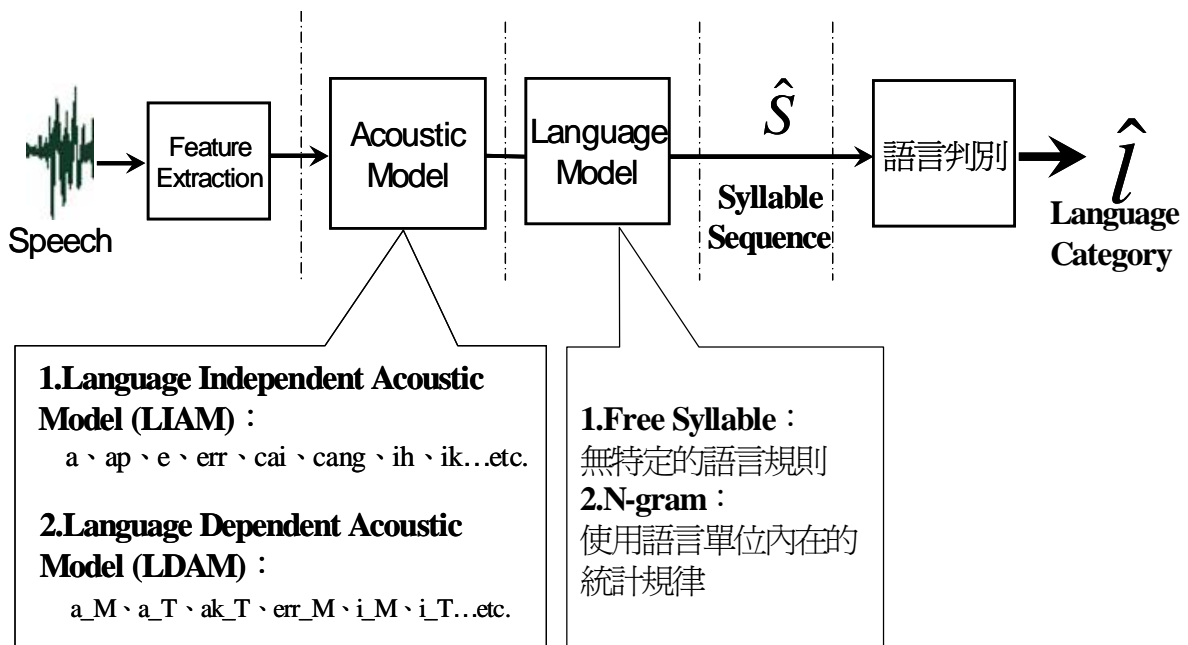 Speech
Feature
Extraction
Acoustic
Model
Language
Model
ŝ
Syllable
Sequence
語言判別
l̂
Language
Category
1.Language Independent Acoustic
Model (LIAM)：
a、ap、e、err、cai、cang、ih、ik…etc.
2.Language Dependent Acoustic
Model (LDAM)：
a_M、a_T、ak_T、err_M、i_M、i_T…etc.
1.Free Syllable：
無特定的語言規則
2.N-gram：
使用語言單位內在的
統計規律